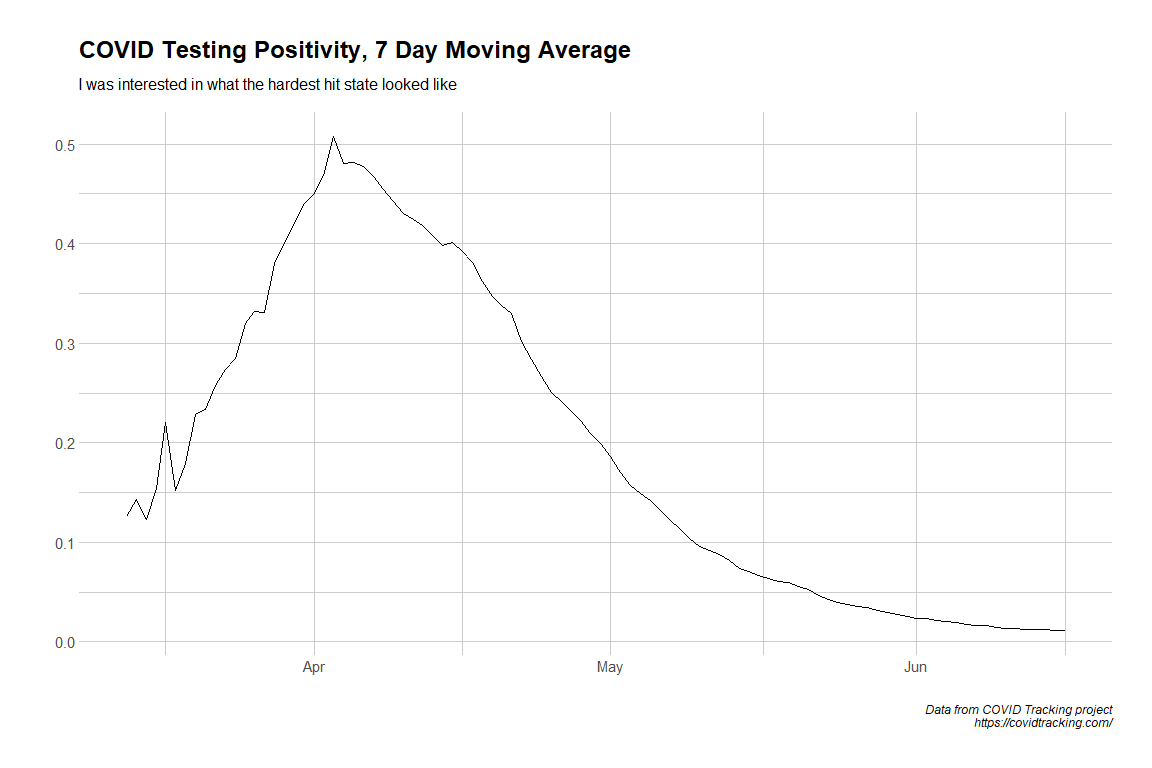 COVID Testing Positivity, 7 Day Moving Average
I was interested in what the hardest hit state looked like
0.5
0.4
0.3
0.2
0.1
0.0
Apr May Jun
Data from COVID Tracking project
https://covidtracking.com/